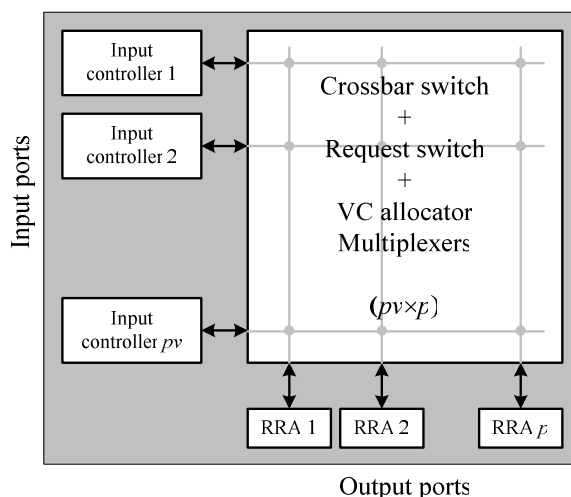 Input
controller 1
Input
controller 2
Input
controller pv
Input ports
Crossbar switch
+
Request switch
+
VC allocator
Multiplexers
(pv×p)
RRA 1
RRA 2
RRA p
Output ports